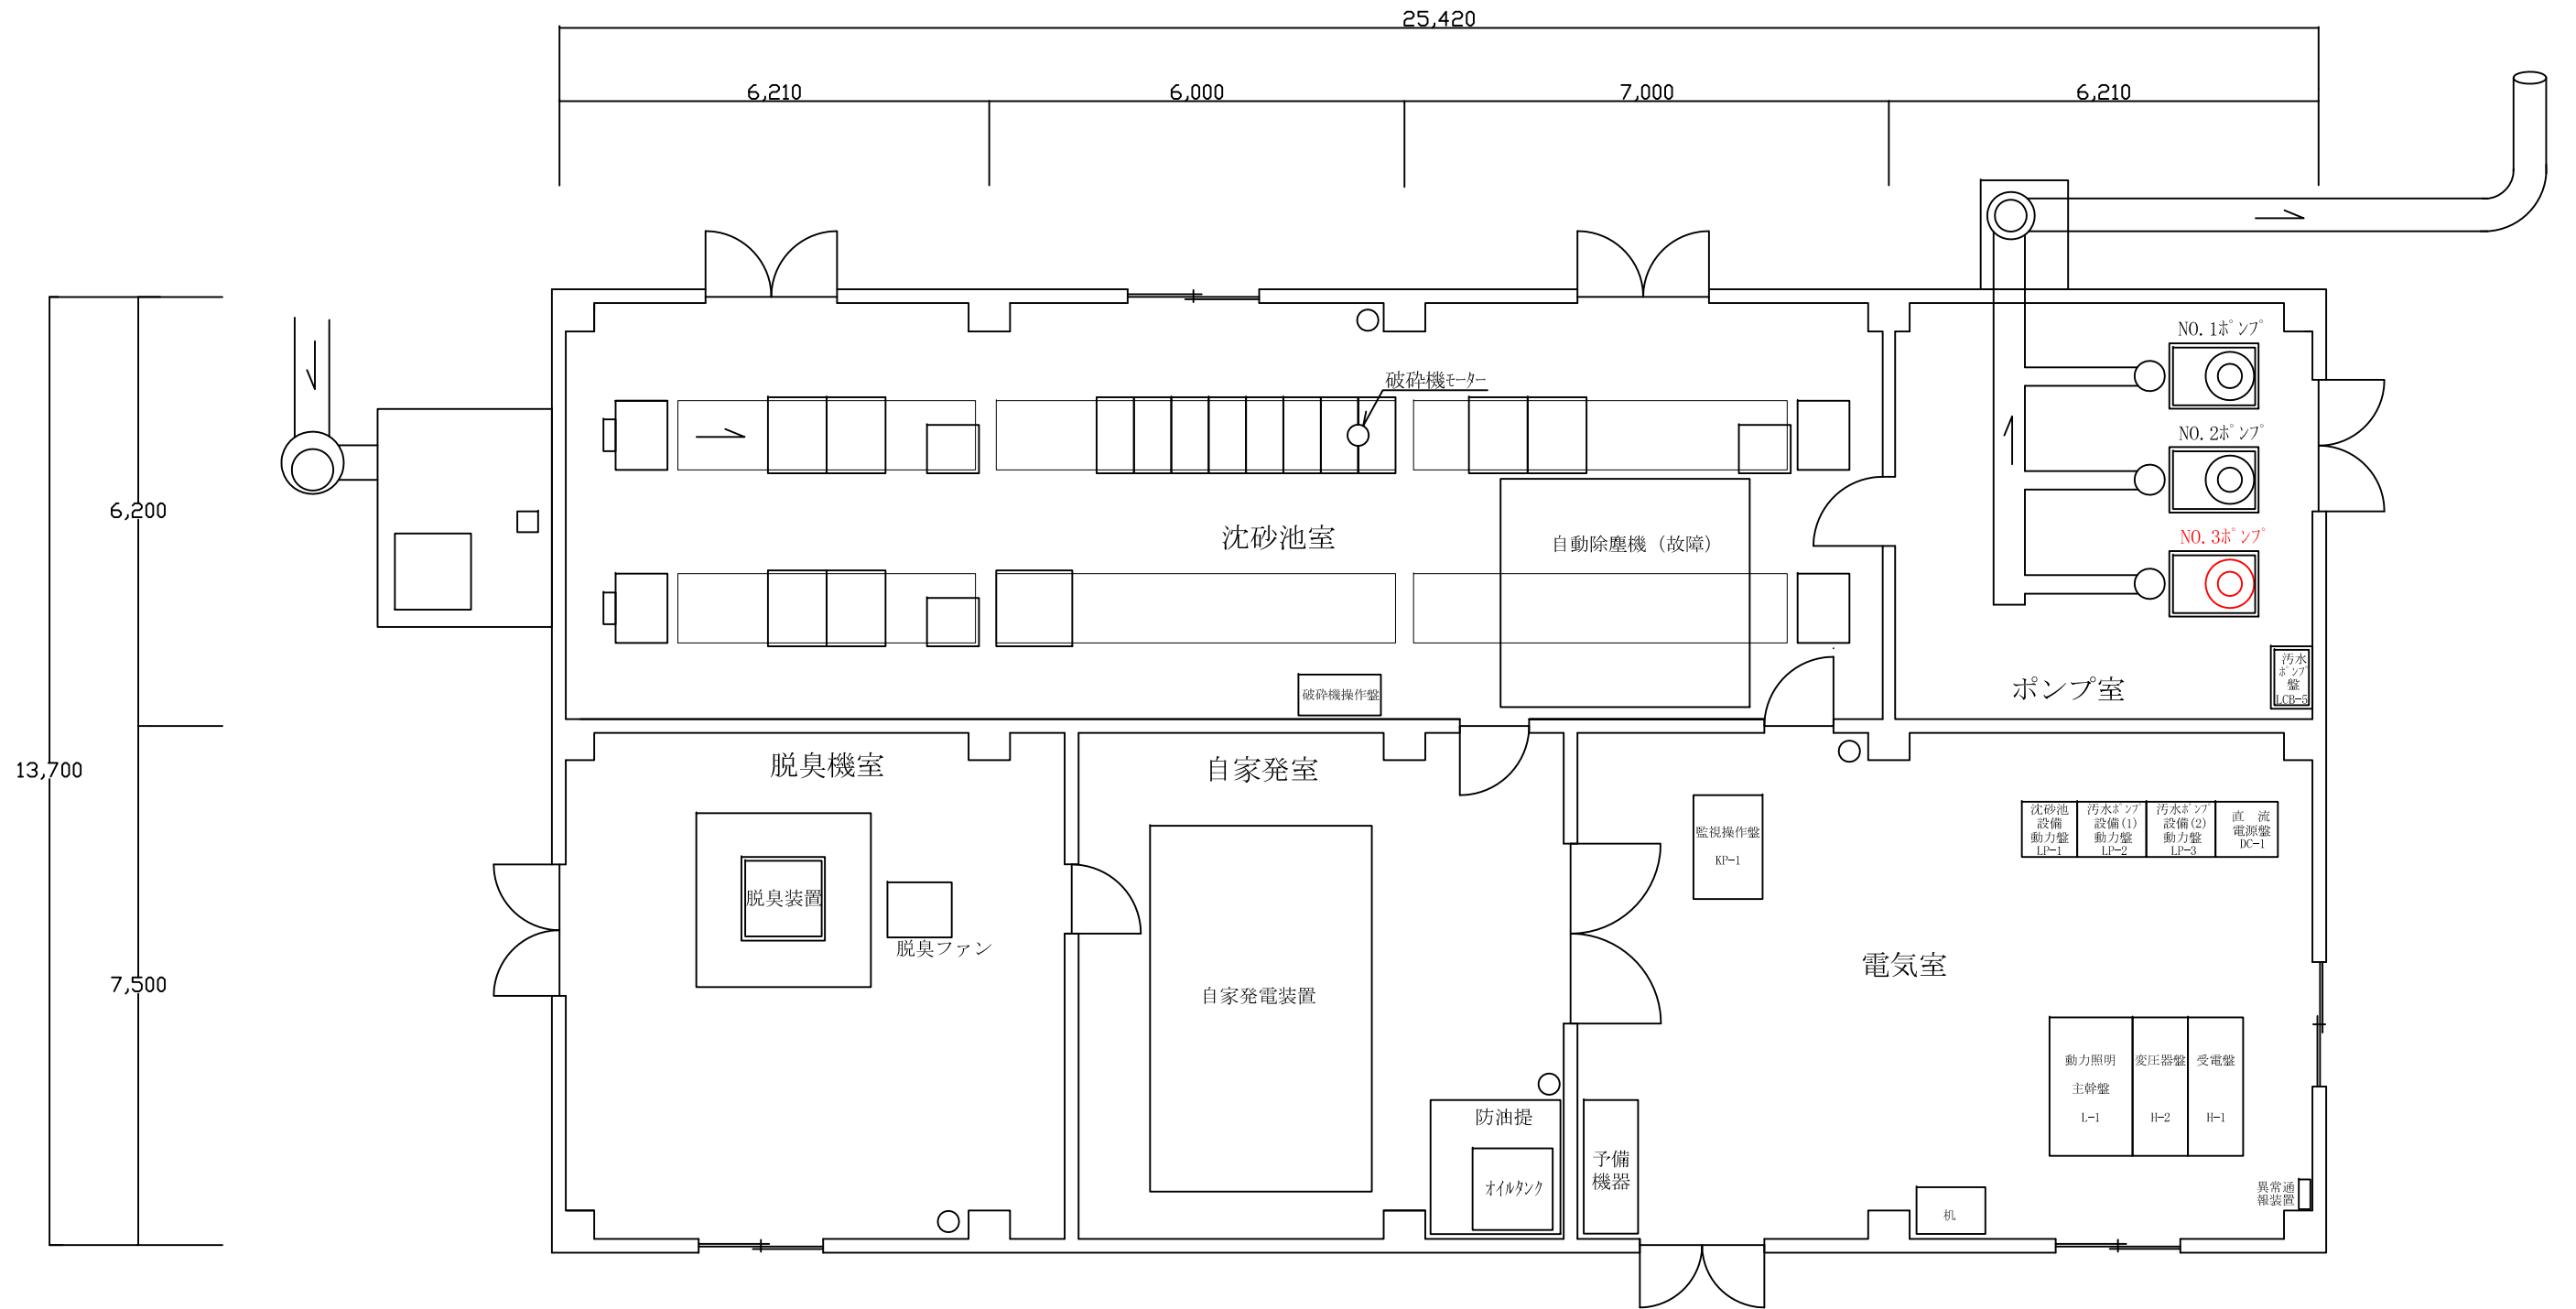 25,420
6,210
6,000
7,000
6,210
NO.1ポンプ
破砕機モーター
NO.2ポンプ
6,200
沈砂池室
自動除塵機（故障）
NO.3ポンプ
汚水
ポンプ
盤
LCB-5
ポンプ室
破砕機操作盤
13,700
脱臭機室
自家発室
沈砂池
設備
動力盤
LP-1
汚水ポンプ
設備(1)
動力盤
LP-2
汚水ポンプ
設備(2)
動力盤
LP-3
直　流
電源盤
DC-1
監視操作盤
KP-1
脱臭装置
脱臭ファン
電気室
7,500
自家発電装置
動力照明
主幹盤
L-1
変圧器盤
H-2
受電盤
H-1
防油提
オイルタンク
予備
機器
机
異常通
報装置